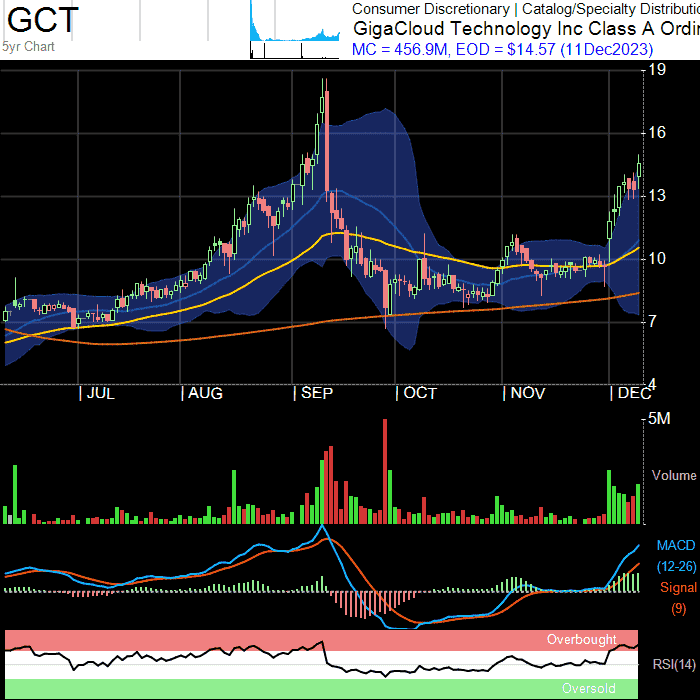 GCT
5yr Chart
Consumer Discretionary | Catalog/Specialty Distributio
GigaCloud Technology Inc Class A Ordin
MC = 456.9M, EOD = $14.57 (11Dec2023)
19
16
13
10
7
4
JUL AUG SEP OCT NOV DEC
5M
Volume
MACD
(12-26)
Signal
(9)
Overbought
RSI(14)
Oversold